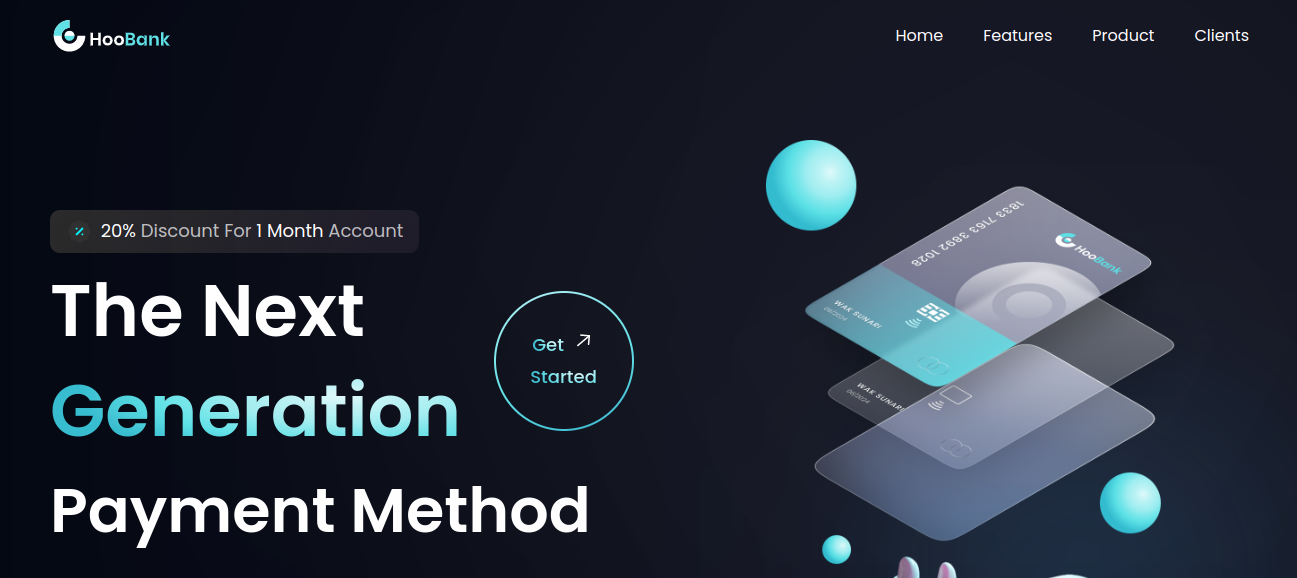 HooBank
Home Features Product Clients
20% Discount For 1 Month Account
The Next
Generation
Payment Method
Get
Started
1833 7163 3892 1028
HooBank
WAK SUNARI
06/2024
WAK SUNARI
06/2024